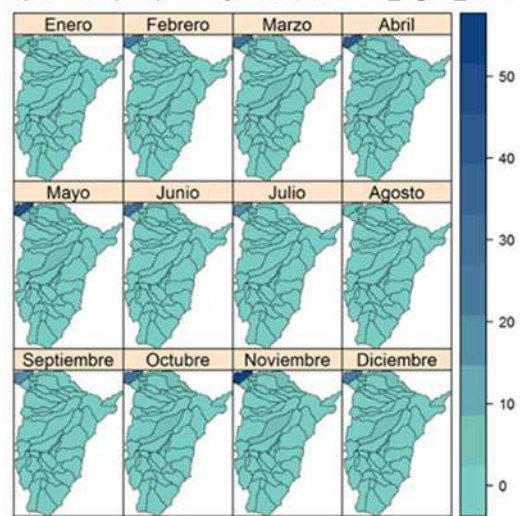 Enero Febrero Marzo Abril
Mayo Junio Julio Agosto
Septiembre Octubre Noviembre Diciembre
50
40
30
20
10
0